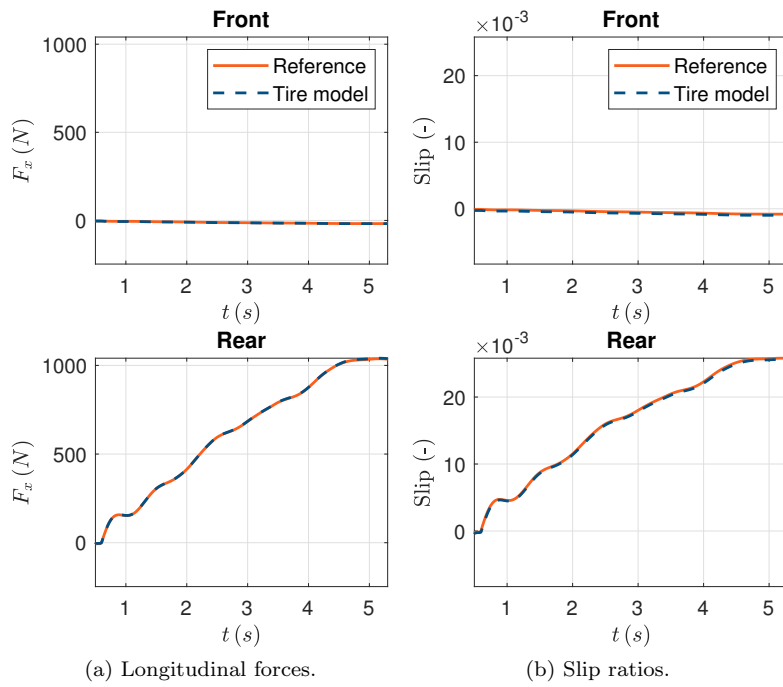 Front
1000
500
0
F_x (N)
Reference
Tire model
1 2 3 4 5
t (s)
Front
×10⁻³
20
10
0
Slip (-)
Reference
Tire model
1 2 3 4 5
t (s)
Rear
1000
500
0
F_x (N)
1 2 3 4 5
t (s)
(a) Longitudinal forces.
Rear
×10⁻³
20
10
0
Slip (-)
1 2 3 4 5
t (s)
(b) Slip ratios.